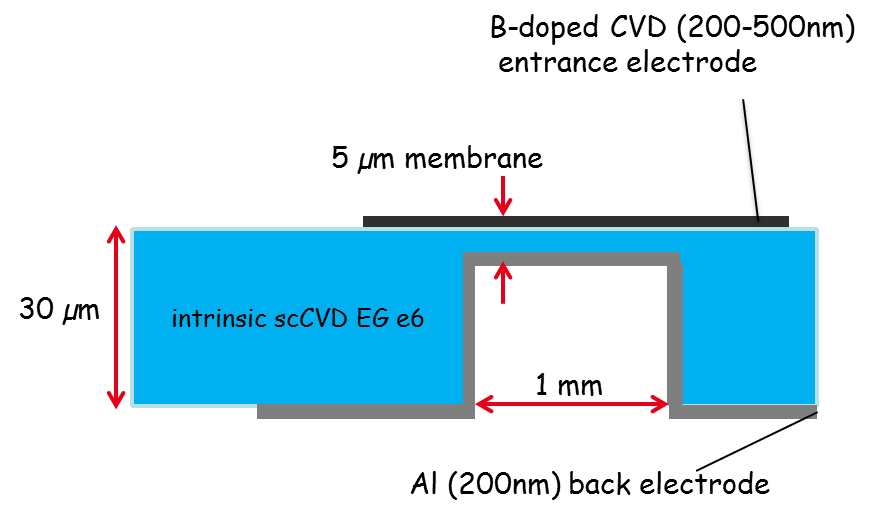 B-doped CVD (200-500nm)
entrance electrode
5 µm membrane
30 µm
intrinsic scCVD EG e6
1 mm
Al (200nm) back electrode